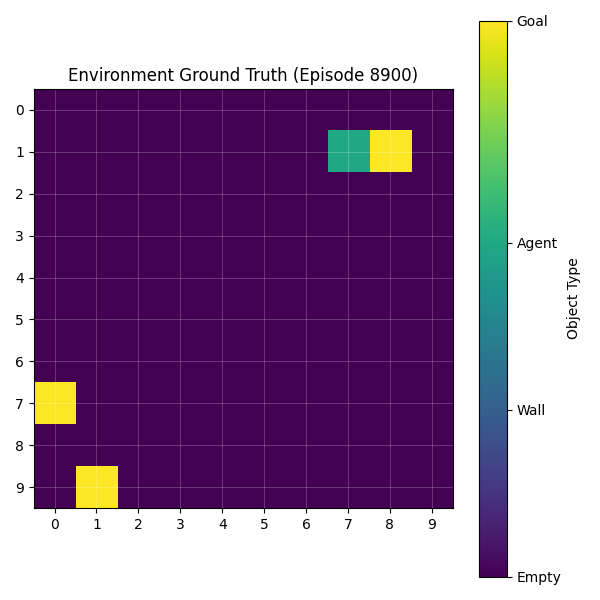 Environment Ground Truth (Episode 8900)
0
1
2
3
4
5
6
7
8
9
0 1 2 3 4 5 6 7 8 9
Goal
Agent
Wall
Empty
Object Type